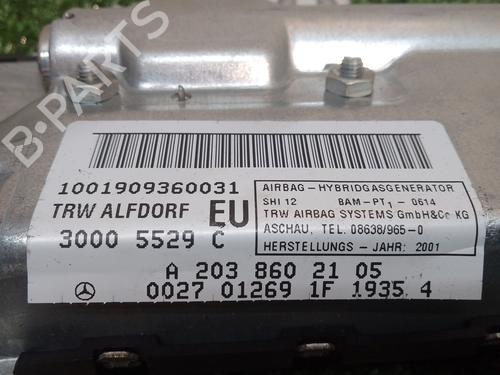 B-PARTS
1001909360031
TRW ALFDORF EU
3000 5529 C
AIRBAG - HYBRIDGASGENERATOR
SHI 12 BAM-PT1 - 0614
TRW AIRBAG SYSTEMS GmbH&Co KG
ASCHAU, TEL. 08638/965-0
HERSTELLUNGS - JAHR: 2001
A 203 860 21 05
0027 01269 1F 1935 4